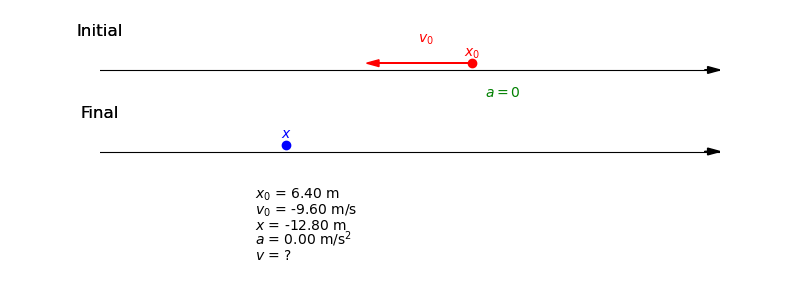 Initial
v₀
x₀
a = 0
Final
x
x₀ = 6.40 m
v₀ = -9.60 m/s
x = -12.80 m
a = 0.00 m/s²
v = ?